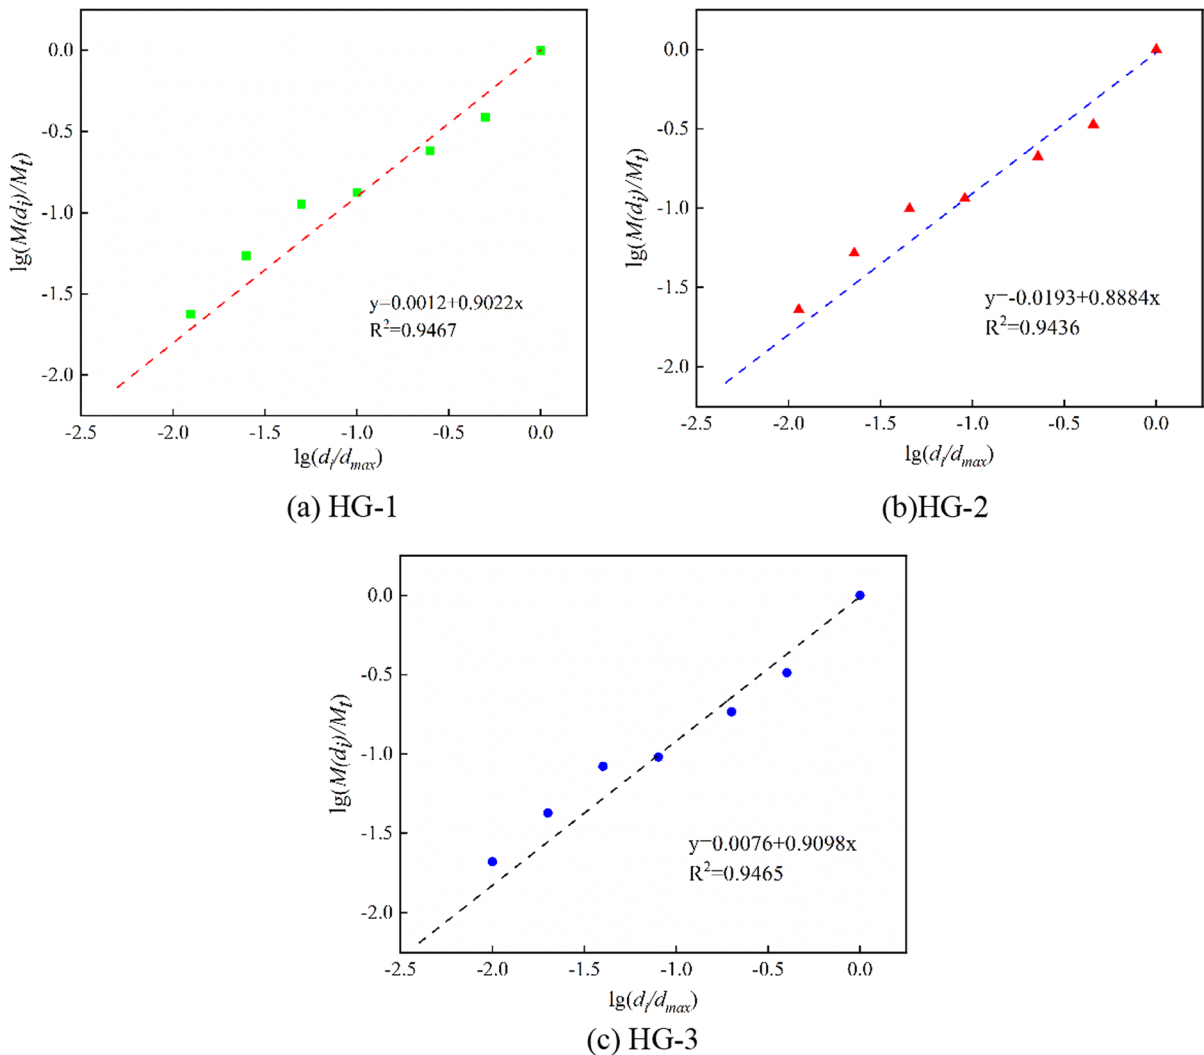 0.0
-0.5
-1.0
-1.5
-2.0
lg(M(di)/Mt)
y=0.0012+0.9022x
R²=0.9467
-2.5 -2.0 -1.5 -1.0 -0.5 0.0
lg(di/dmax)
(a) HG-1
0.0
-0.5
-1.0
-1.5
-2.0
lg(M(di)/Mt)
y=-0.0193+0.8884x
R²=0.9436
-2.5 -2.0 -1.5 -1.0 -0.5 0.0
lg(di/dmax)
(b)HG-2
0.0
-0.5
-1.0
-1.5
-2.0
lg(M(di)/Mt)
y=0.0076+0.9098x
R²=0.9465
-2.5 -2.0 -1.5 -1.0 -0.5 0.0
lg(di/dmax)
(c) HG-3